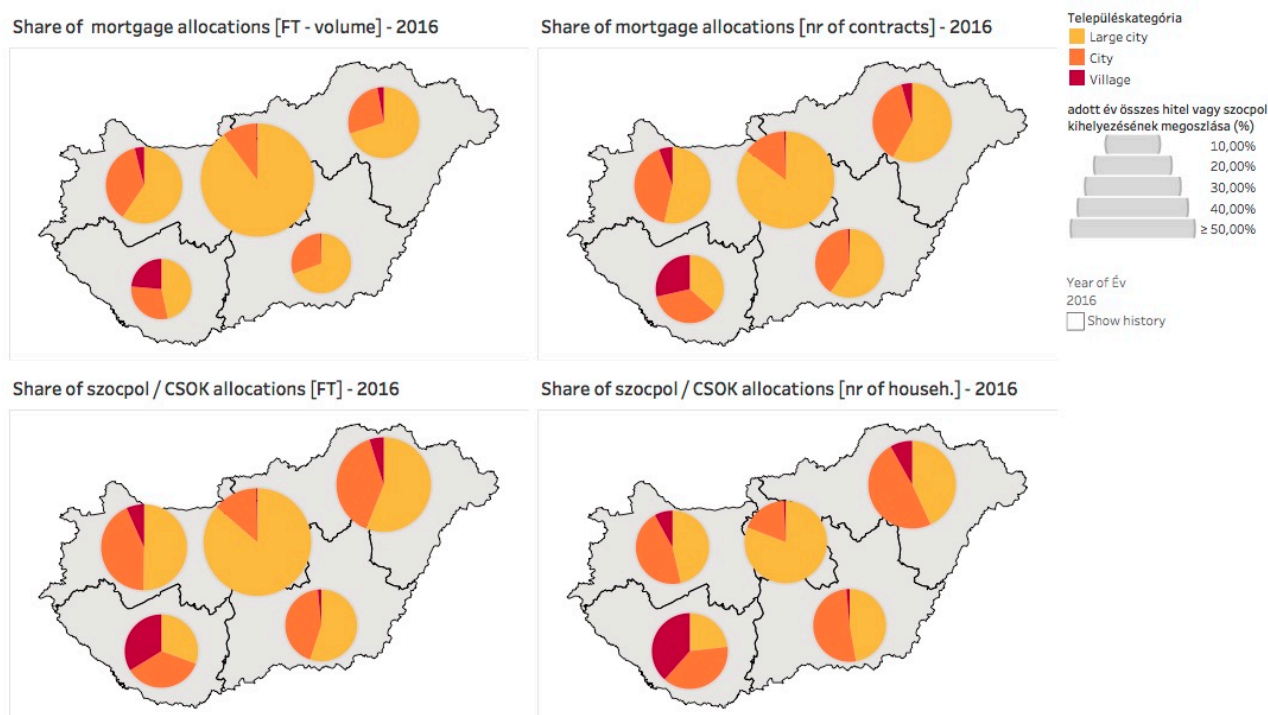 Share of  mortgage allocations [FT - volume] - 2016
Share of mortgage allocations [nr of contracts] - 2016
Településkategória
Large city
City
Village
adott év összes hitel vagy szocpol
kihelyezésének megoszlása (%)
10,00%
20,00%
30,00%
40,00%
≥ 50,00%
Year of Év
2016
Show history
Share of szocpol / CSOK allocations [FT] - 2016
Share of szocpol / CSOK allocations [nr of househ.] - 2016